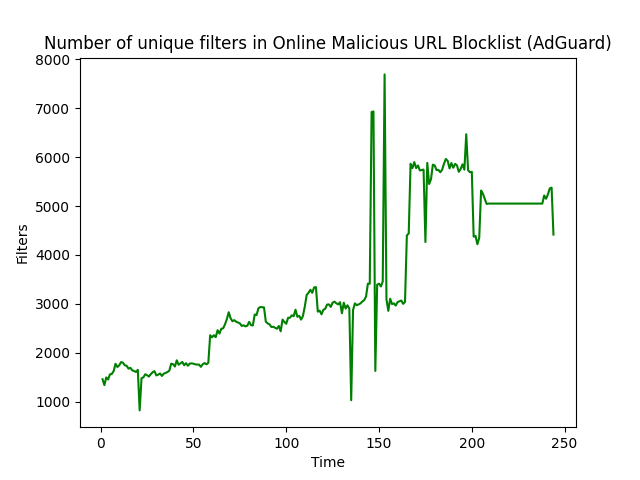 Number of unique filters in Online Malicious URL Blocklist (AdGuard)
8000
7000
6000
5000
4000
3000
2000
1000
Filters
0 50 100 150 200 250
Time